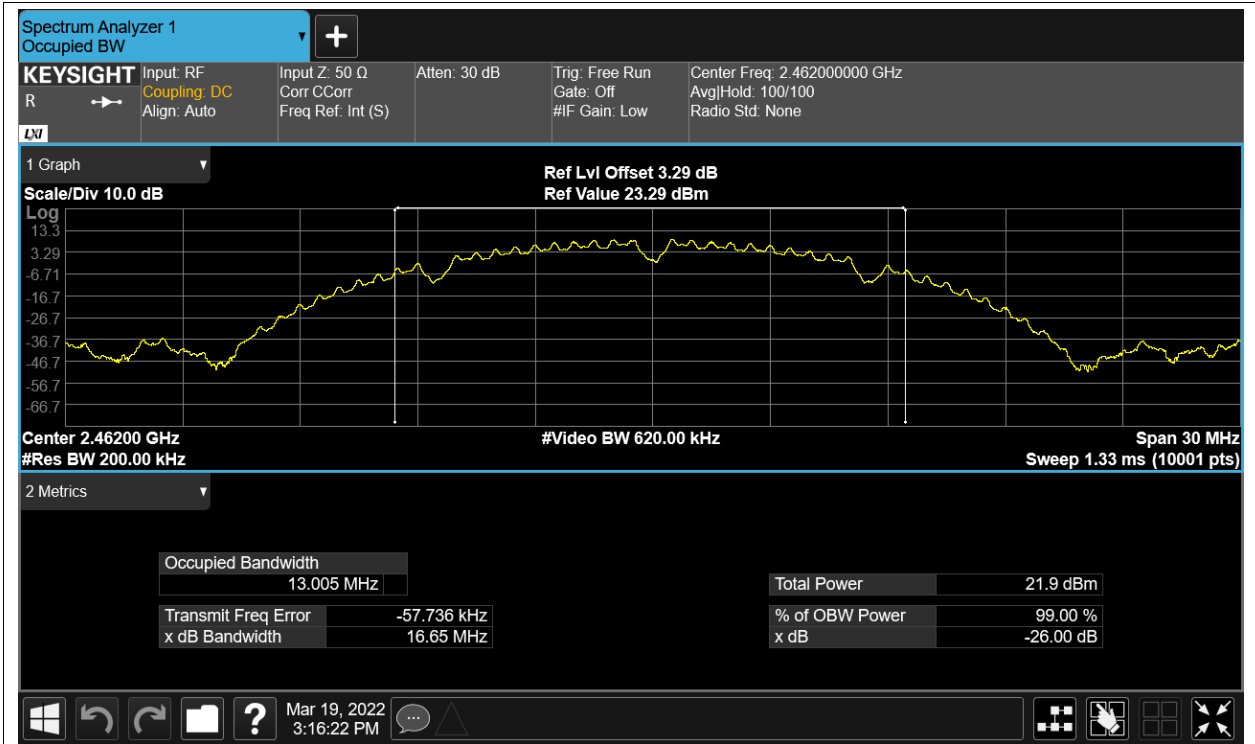 Spectrum Analyzer 1
Occupied BW
KEYSIGHT
R
LXI
Input: RF
Coupling: DC
Align: Auto
Input Z: 50 Ω
Corr CCorr
Freq Ref: Int (S)
Atten: 30 dB
Trig: Free Run
Gate: Off
#IF Gain: Low
Center Freq: 2.462000000 GHz
Avg|Hold: 100/100
Radio Std: None
1 Graph
Scale/Div 10.0 dB
Ref Lvl Offset 3.29 dB
Ref Value 23.29 dBm
Log
13.3
3.29
-6.71
-16.7
-26.7
-36.7
-46.7
-56.7
-66.7
Center 2.46200 GHz
#Res BW 200.00 kHz
#Video BW 620.00 kHz
Span 30 MHz
Sweep 1.33 ms (10001 pts)
2 Metrics
Occupied Bandwidth
13.005 MHz
Transmit Freq Error -57.736 kHz
x dB Bandwidth 16.65 MHz
Total Power 21.9 dBm
% of OBW Power 99.00 %
x dB -26.00 dB
?
Mar 19, 2022
3:16:22 PM